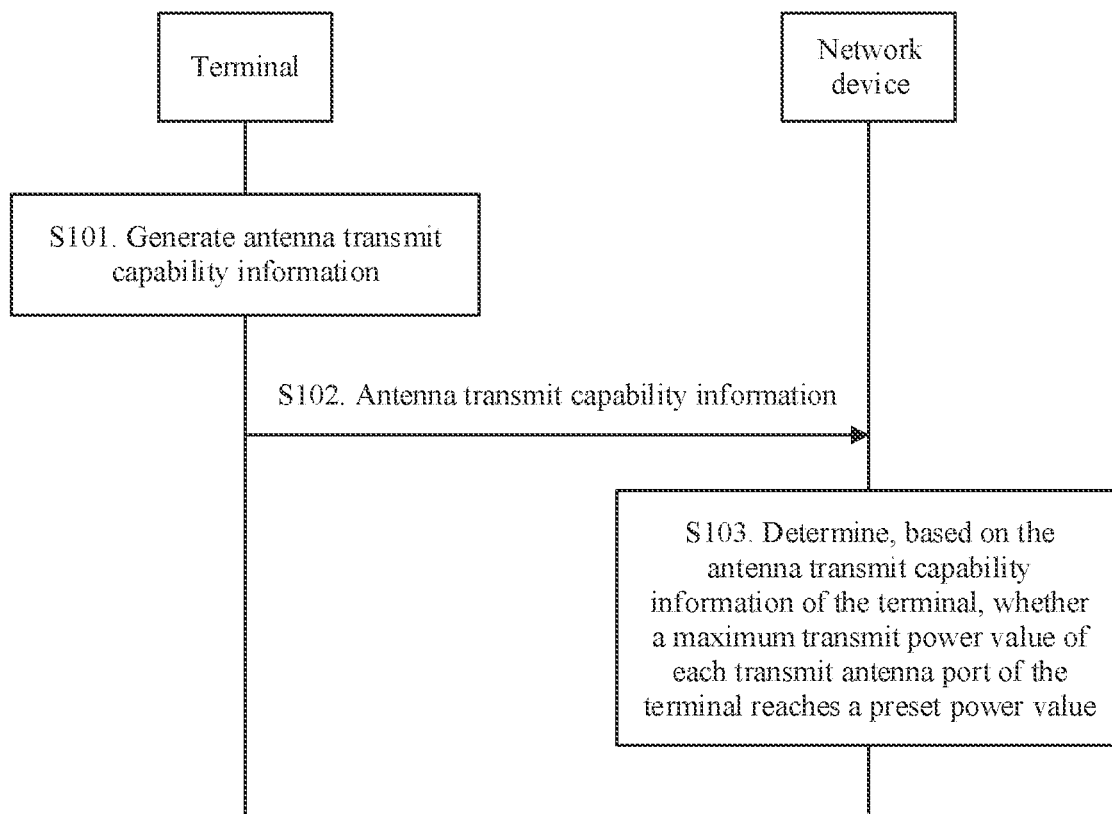 Terminal
Network
device
S101. Generate antenna transmit
capability information
S102. Antenna transmit capability information
S103. Determine, based on the
antenna transmit capability
information of the terminal, whether
a maximum transmit power value of
each transmit antenna port of the
terminal reaches a preset power value